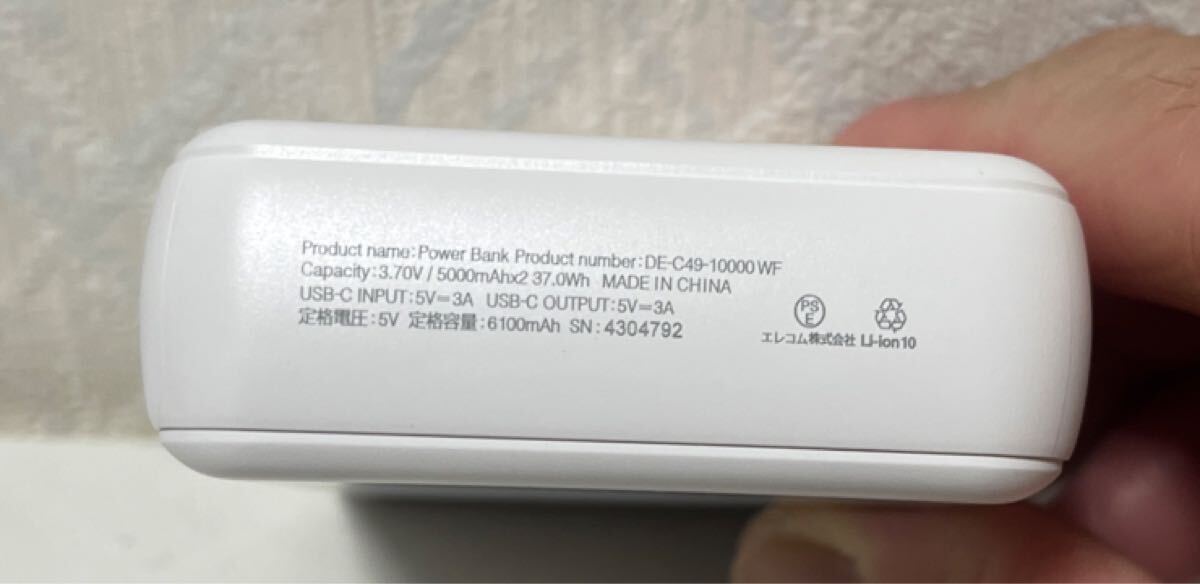 Product name:Power Bank Product number:DE-C49-10000WF
Capacity:3.70V / 5000mAhx2 37.0Wh MADE IN CHINA
USB-C INPUT:5V⎓3A USB-C OUTPUT:5V⎓3A
定格電圧:5V 定格容量:6100mAh SN:4304792
PS
E
エレコム株式会社 Li-ion10